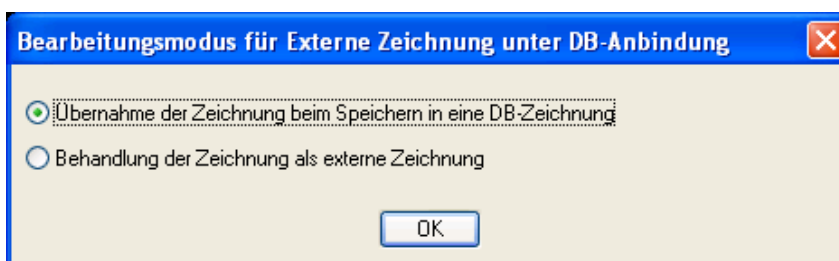 Bearbeitungsmodus für Externe Zeichnung unter DB-Anbindung
Übernahme der Zeichnung beim Speichern in eine DB-Zeichnung
Behandlung der Zeichnung als externe Zeichnung
OK